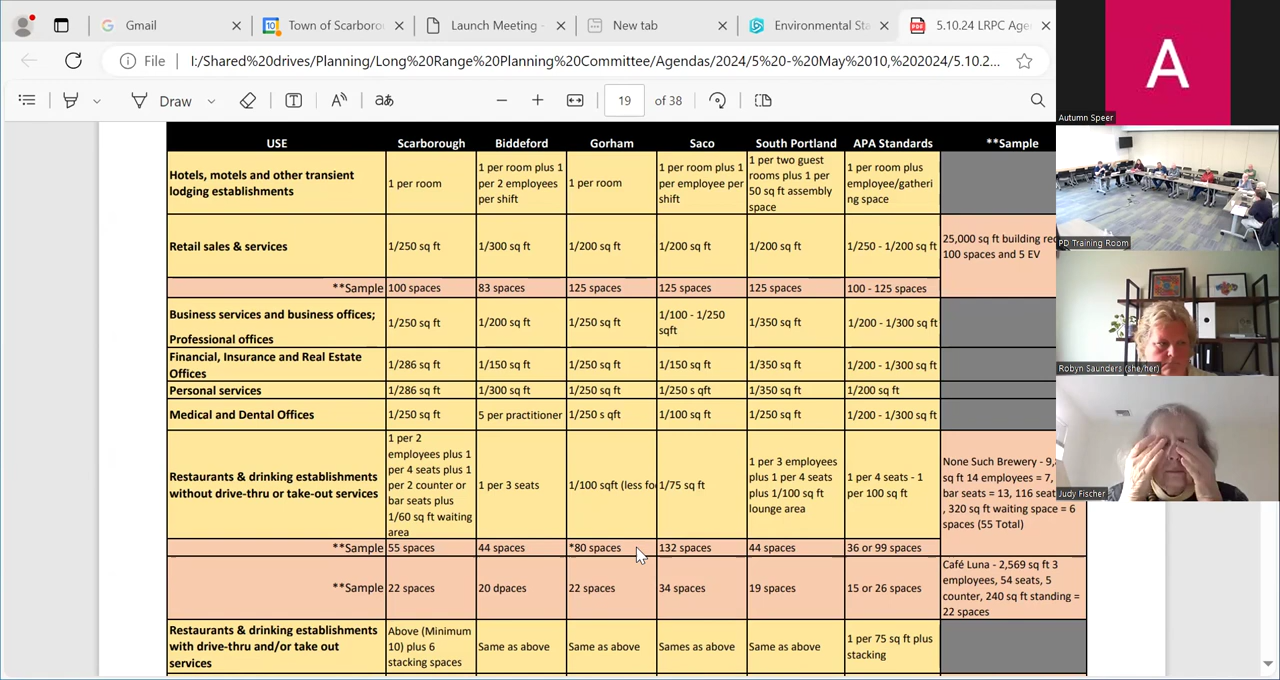 Gmail
Town of Scarboro
Launch Meeting -
New tab
Environmental Sta
5.10.24 LRPC Age
10
File
I:/Shared%20drives/Planning/Long%20Range%20Planning%20Committee/Agendas/2024/5%20-%20May%2010,%202024/5.10.2...
Draw
19
of 38
USE Scarborough Biddeford Gorham Saco South Portland APA Standards **Sample
Hotels, motels and other transient
lodging establishments
1 per room
1 per room plus 1
per 2 employees
per shift
1 per room
1 per room plus 1
per employee per
shift
1 per two guest
rooms plus 1 per
50 sq ft assembly
space
1 per room plus
employee/gatheri
ng space
Retail sales & services 1/250 sq ft 1/300 sq ft 1/200 sq ft 1/200 sq ft 1/200 sq ft 1/250 - 1/200 sq ft
25,000 sq ft building re
100 spaces and 5 EV
**Sample 100 spaces 83 spaces 125 spaces 125 spaces 125 spaces 100 - 125 spaces
Business services and business offices;
Professional offices
1/250 sq ft 1/200 sq ft 1/250 sq ft
1/100 - 1/250
sqft
1/350 sq ft 1/200 - 1/300 sq ft
Financial, Insurance and Real Estate
Offices
1/286 sq ft 1/150 sq ft 1/250 sq ft 1/150 sq ft 1/350 sq ft 1/200 - 1/300 sq ft
Personal services 1/286 sq ft 1/300 sq ft 1/250 sq ft 1/250 s qft 1/350 sq ft 1/200 sq ft
Medical and Dental Offices 1/250 sq ft 5 per practitioner 1/250 s qft 1/100 sq ft 1/250 sq ft 1/200 - 1/300 sq ft
Restaurants & drinking establishments
without drive-thru or take-out services
1 per 2
employees plus 1
per 4 seats plus 1
per 2 counter or
bar seats plus
1/60 sq ft waiting
area
1 per 3 seats
1/100 sqft (less fo
1/75 sq ft
1 per 3 employees
plus 1 per 4 seats
plus 1/100 sq ft
lounge area
1 per 4 seats - 1
per 100 sq ft
None Such Brewery - 9,
sq ft 14 employees = 7,
bar seats = 13, 116 seat
, 320 sq ft waiting space = 6
spaces (55 Total)
**Sample 55 spaces 44 spaces *80 spaces 132 spaces 44 spaces 36 or 99 spaces
**Sample 22 spaces 20 dpaces 22 spaces 34 spaces 19 spaces 15 or 26 spaces
Café Luna - 2,569 sq ft 3
employees, 54 seats, 5
counter, 240 sq ft standing =
22 spaces
Restaurants & drinking establishments
with drive-thru and/or take out
services
Above (Minimum
10) plus 6
stacking spaces
Same as above Same as above Sames as above Same as above
1 per 75 sq ft plus
stacking
A
Autumn Speer
PD Training Room
Robyn Saunders (she/her)
Judy Fischer